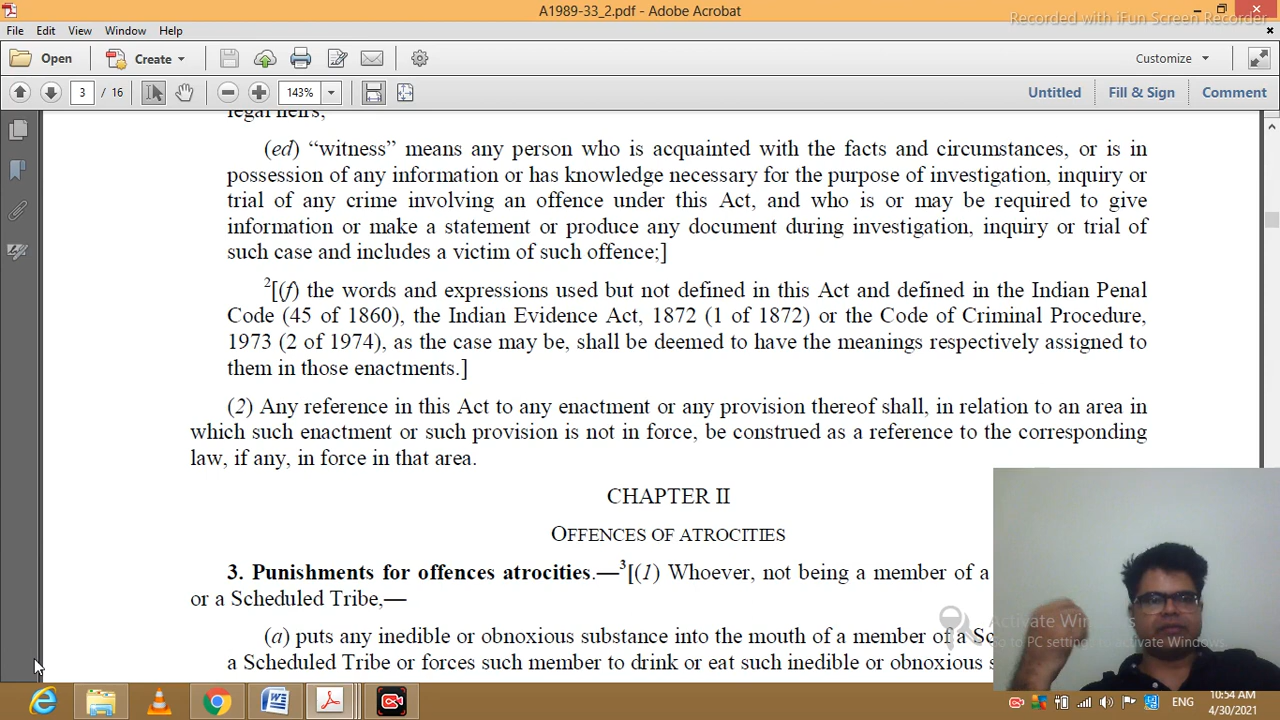 A1989-33_2.pdf - Adobe Acrobat
Recorded with iFun Screen Recorder
File Edit View Window Help
Open Create Customize
3 / 16 143% Untitled Fill & Sign Comment
legal heirs;
(ed) “witness” means any person who is acquainted with the facts and circumstances, or is in
possession of any information or has knowledge necessary for the purpose of investigation, inquiry or
trial of any crime involving an offence under this Act, and who is or may be required to give
information or make a statement or produce any document during investigation, inquiry or trial of
such case and includes a victim of such offence;]
2[(f) the words and expressions used but not defined in this Act and defined in the Indian Penal
Code (45 of 1860), the Indian Evidence Act, 1872 (1 of 1872) or the Code of Criminal Procedure,
1973 (2 of 1974), as the case may be, shall be deemed to have the meanings respectively assigned to
them in those enactments.]
(2) Any reference in this Act to any enactment or any provision thereof shall, in relation to an area in
which such enactment or such provision is not in force, be construed as a reference to the corresponding
law, if any, in force in that area.
CHAPTER II
OFFENCES OF ATROCITIES
3. Punishments for offences atrocities.—3[(1) Whoever, not being a member of a
or a Scheduled Tribe,—
Activate Windows
(a) puts any inedible or obnoxious substance into the mouth of a member of a Sc
Go to PC settings to activate Windows.
a Scheduled Tribe or forces such member to drink or eat such inedible or obnoxious s
ENG
10:54 AM
4/30/2021